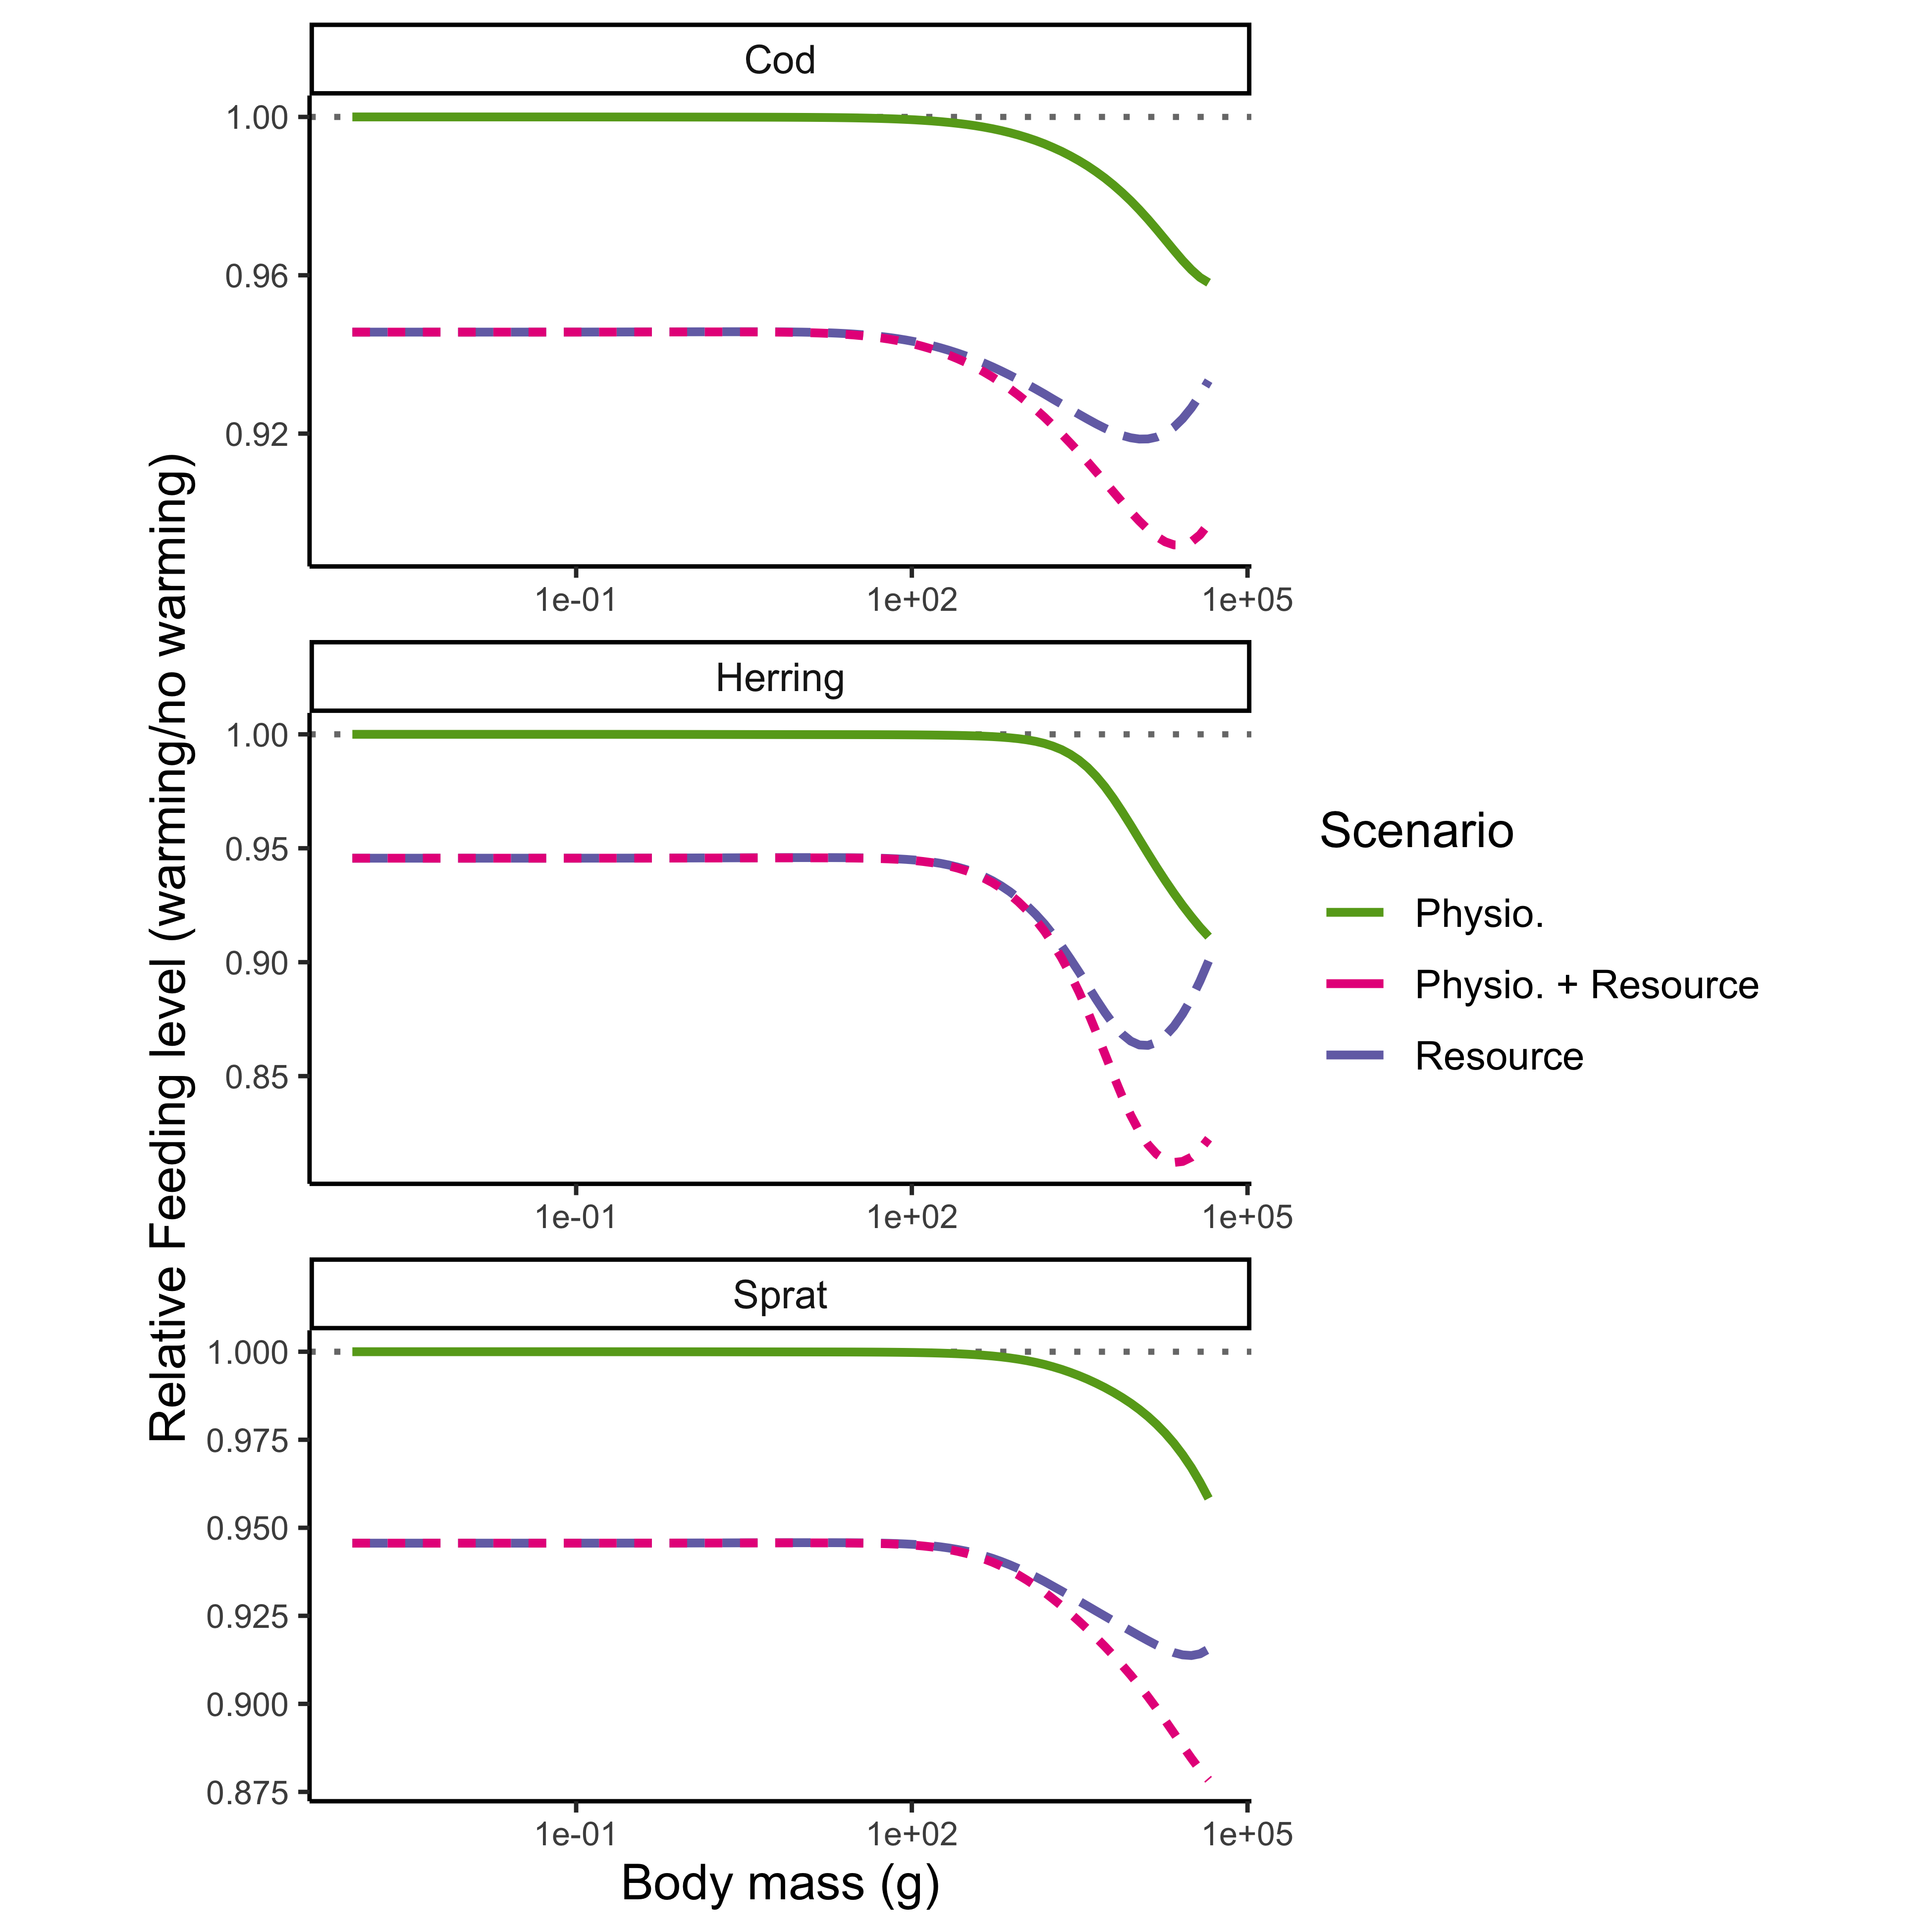 Cod
1.00
0.96
0.92
1e-01 1e+02 1e+05
Herring
1.00
0.95
0.90
0.85
1e-01 1e+02 1e+05
Sprat
1.000
0.975
0.950
0.925
0.900
0.875
1e-01 1e+02 1e+05
Body mass (g)
Relative Feeding level (warming/no warming)
Scenario
Physio.
Physio. + Resource
Resource